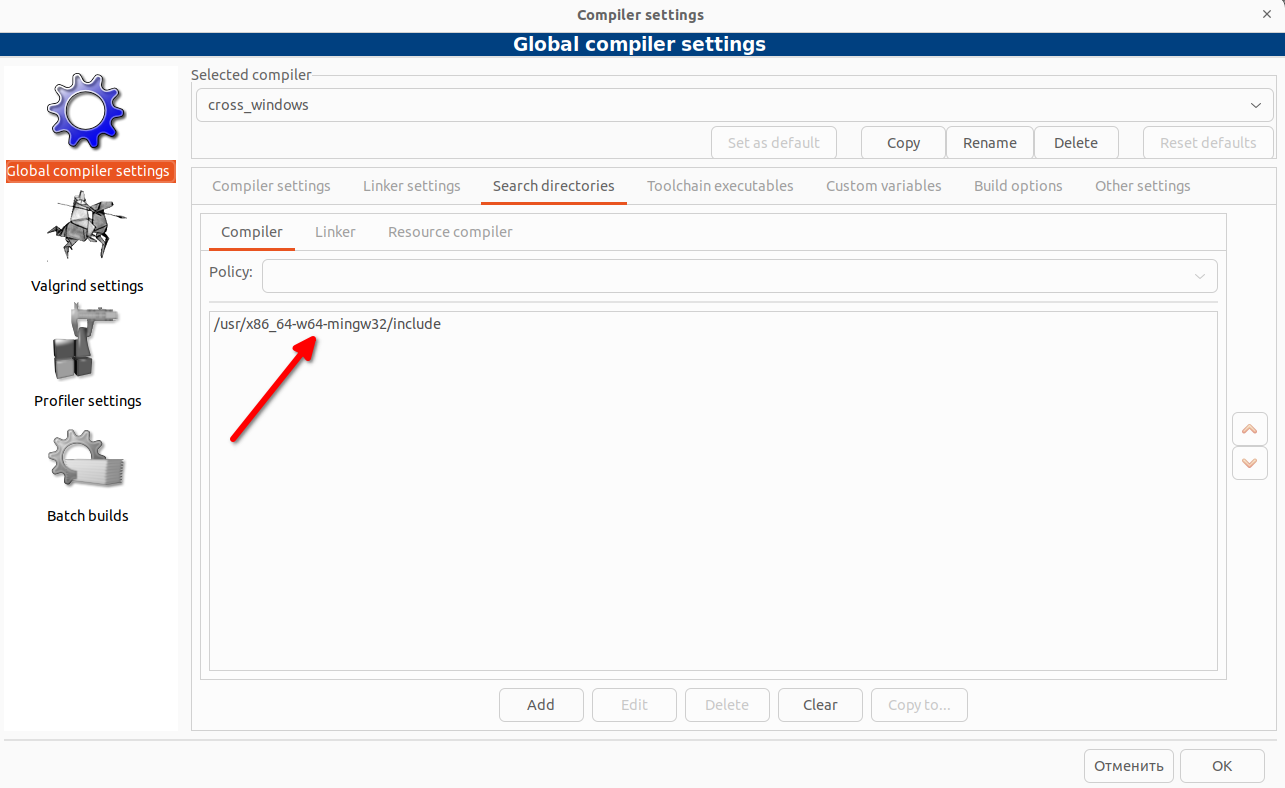 Compiler settings
Global compiler settings
Global compiler settings
Valgrind settings
Profiler settings
Batch builds
Selected compiler
cross_windows
Set as default Copy Rename Delete Reset defaults
Compiler settings Linker settings Search directories Toolchain executables Custom variables Build options Other settings
Compiler Linker Resource compiler
Policy:
/usr/x86_64-w64-mingw32/include
Add Edit Delete Clear Copy to...
Отменить OK